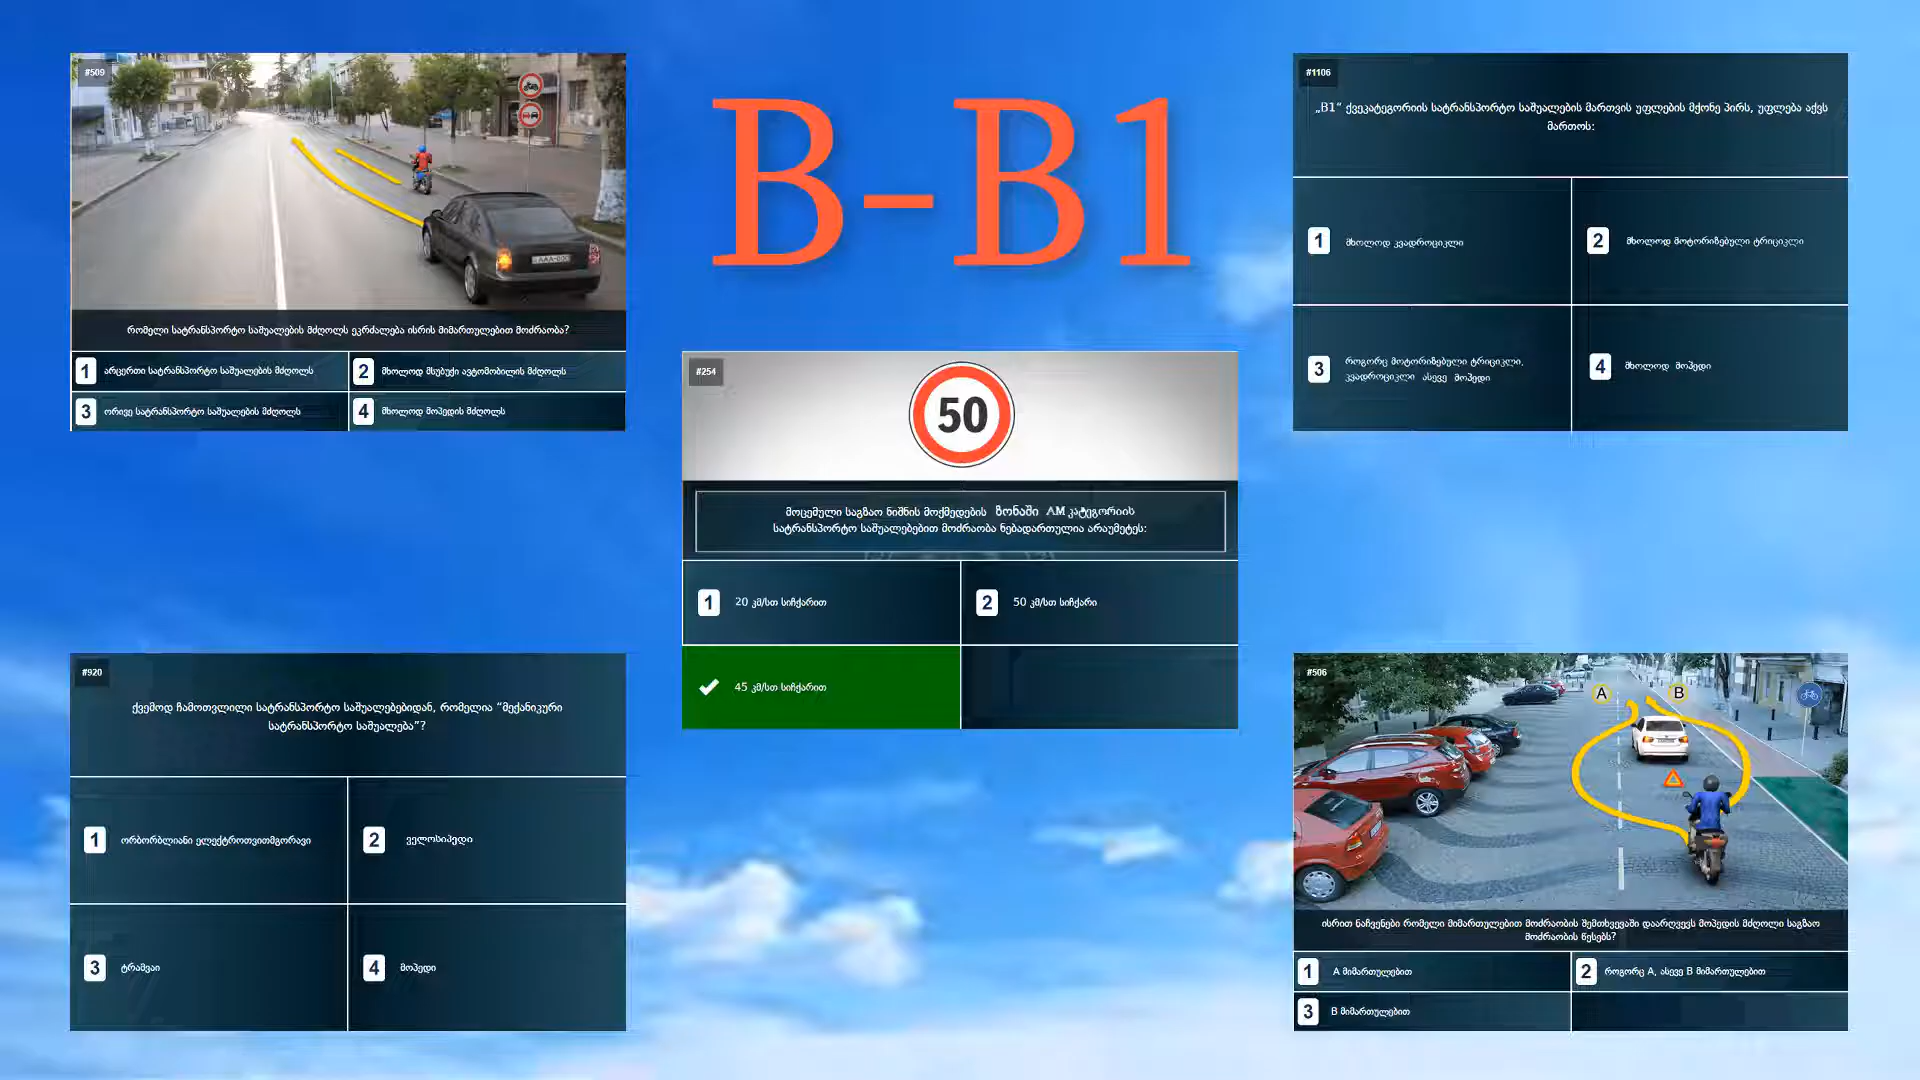 #509
AAA-000
რომელი სატრანსპორტო საშუალების მძღოლს ეკრძალება ისრის მიმართულებით მოძრაობა?
1 არცერთი სატრანსპორტო საშუალების მძღოლს
2 მხოლოდ მსუბუქი ავტომობილის მძღოლს
3 ორივე სატრანსპორტო საშუალების მძღოლს
4 მხოლოდ მოპედის მძღოლს
B-B1
#1106
„B1“ ქვეკატეგორიის სატრანსპორტო საშუალების მართვის უფლების მქონე პირს, უფლება აქვს
მართოს:
1 მხოლოდ კვადროციკლი
2 მხოლოდ მოტორიზებული ტრიციკლი
3 როგორც მოტორიზებული ტრიციკლი,
კვადროციკლი ასევე მოპედი
4 მხოლოდ მოპედი
#254
50
მოცემული საგზაო ნიშნის მოქმედების ზონაში AM კატეგორიის
სატრანსპორტო საშუალებებით მოძრაობა ნებადართულია არაუმეტეს:
1 20 კმ/სთ სიჩქარით
2 50 კმ/სთ სიჩქარი
45 კმ/სთ სიჩქარით
#920
ქვემოდ ჩამოთვლილი სატრანსპორტო საშუალებებიდან, რომელია “მექანიკური
სატრანსპორტო საშუალება”?
1 ორბორბლიანი ელექტროთვითმგორავი
2 ველოსიპედი
3 ტრამვაი
4 მოპედი
#506
A
B
ისრით ნაჩვენები რომელი მიმართულებით მოძრაობის შემთხვევაში დაარღვევს მოპედის მძღოლი საგზაო
მოძრაობის წესებს?
1 A მიმართულებით
2 როგორც A, ასევე B მიმართულებით
3 B მიმართულებით